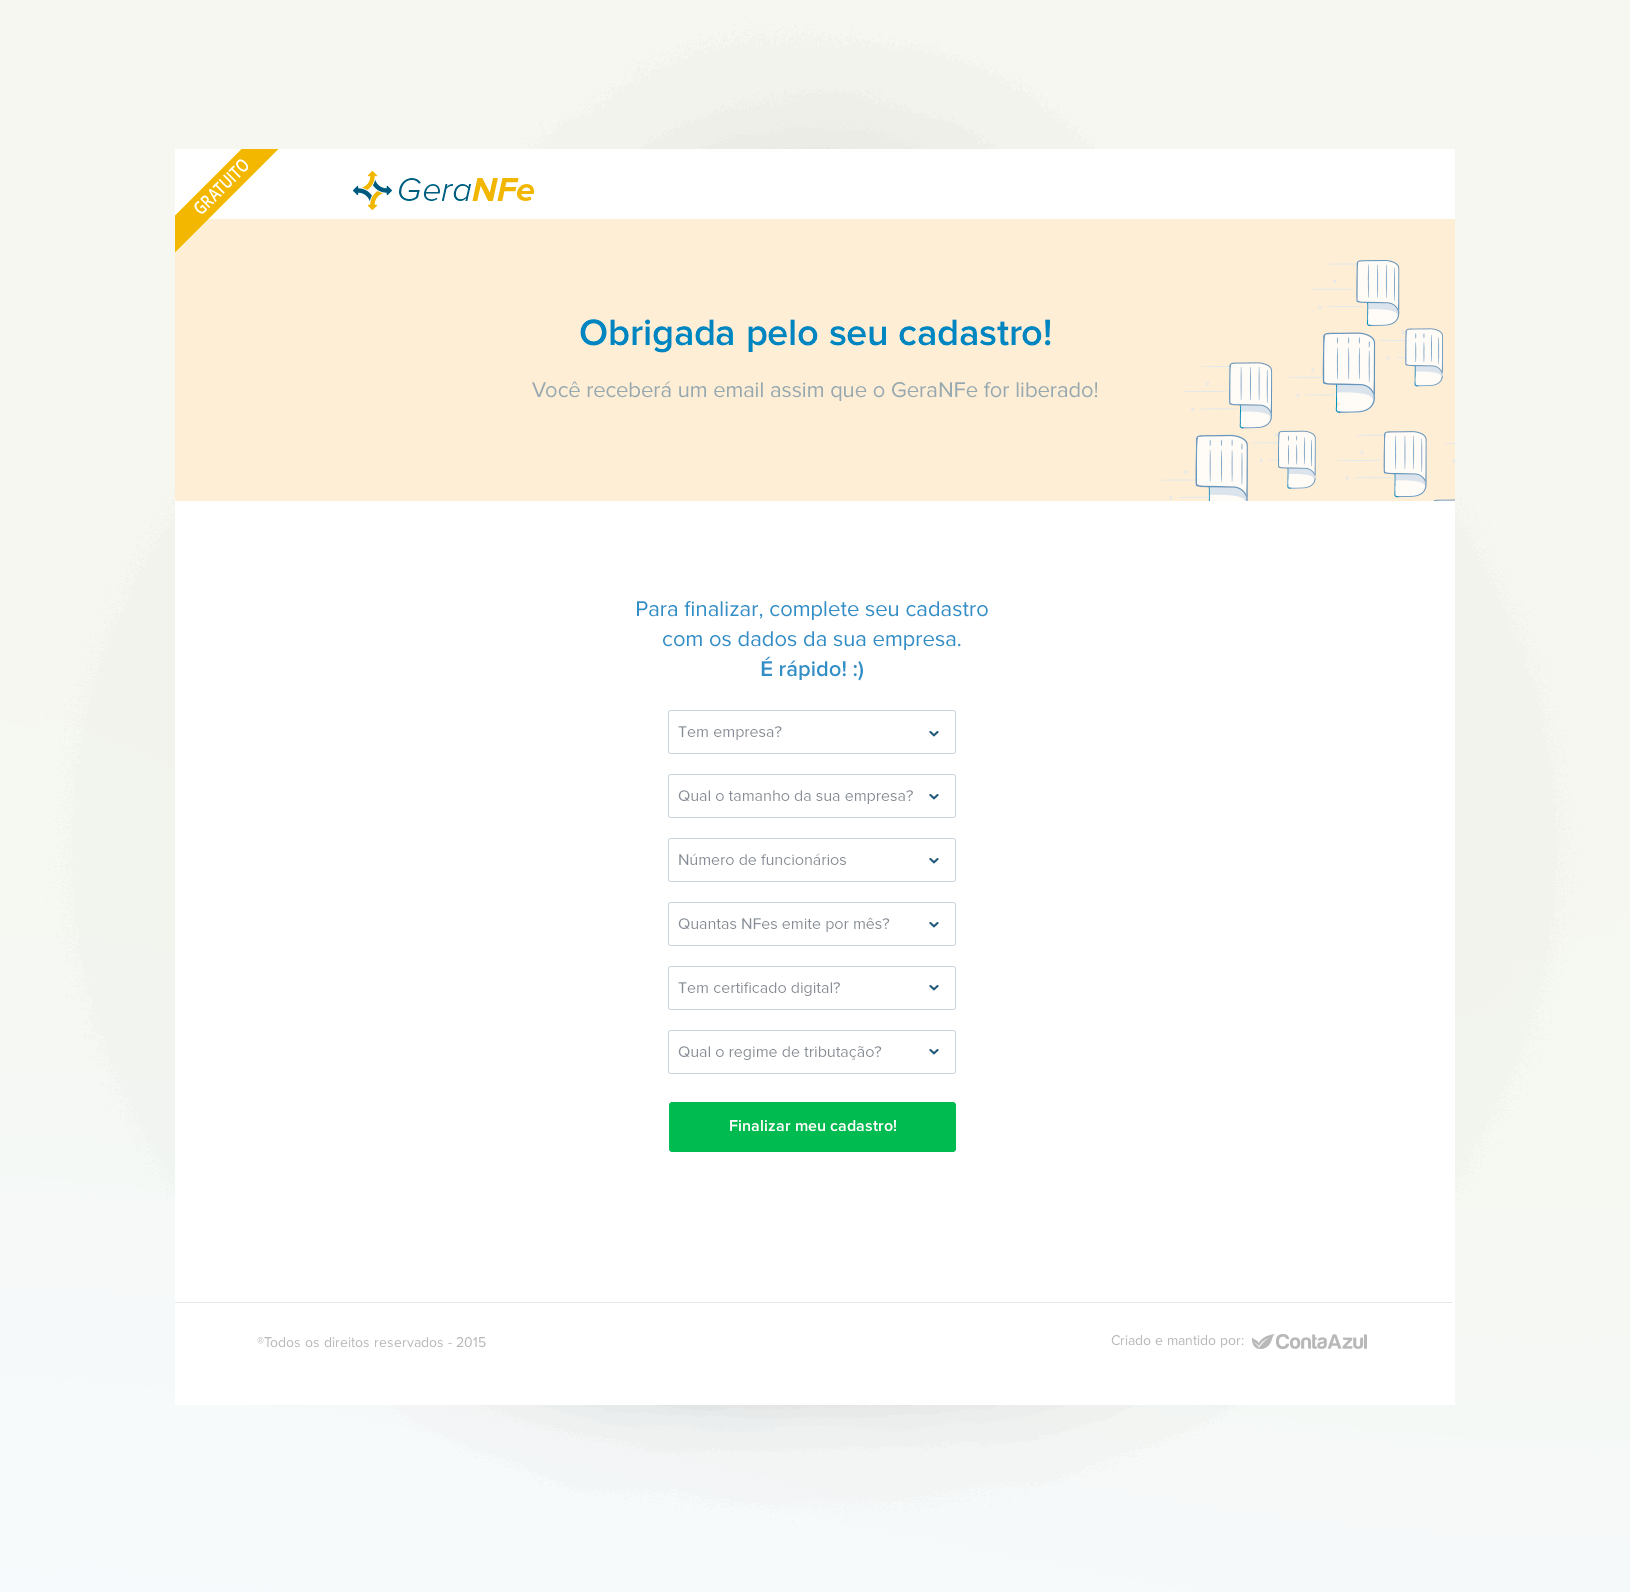 GRATUITO
GeraNFe
Obrigada pelo seu cadastro!
Você receberá um email assim que o GeraNFe for liberado!
Para finalizar, complete seu cadastro
com os dados da sua empresa.
É rápido! :)
Tem empresa?
Qual o tamanho da sua empresa?
Número de funcionários
Quantas NFes emite por mês?
Tem certificado digital?
Qual o regime de tributação?
Finalizar meu cadastro!
®Todos os direitos reservados - 2015
Criado e mantido por: ContaAzul